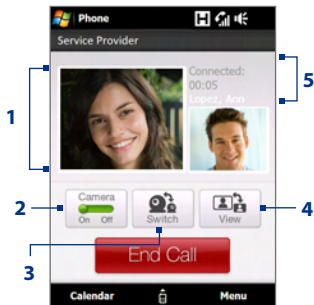 Phone
H
Service Provider
Connected:
00:05
Lopez, Ann
1
5
Camera
On Off
Switch
View
2
4
3
End Call
Calendar
Menu